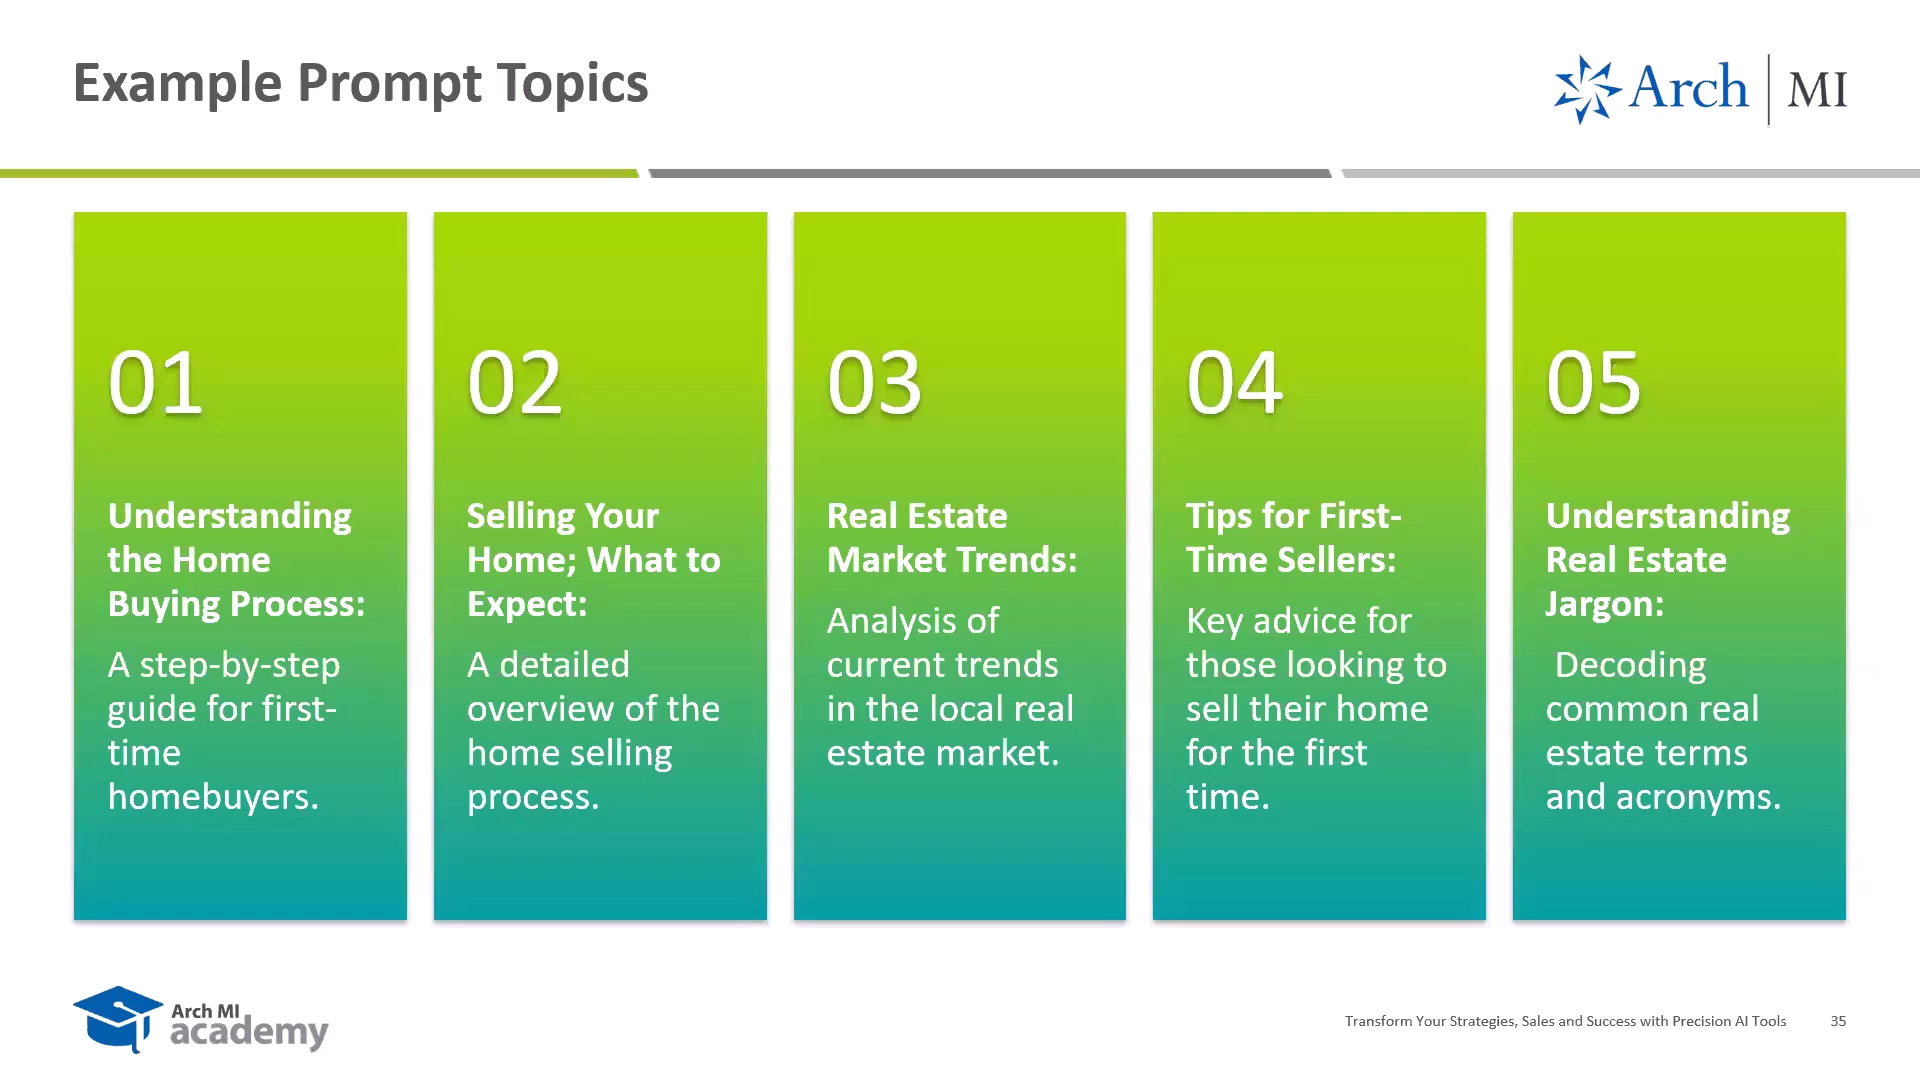 Example Prompt Topics
Arch | MI
01
Understanding
the Home
Buying Process:
A step-by-step
guide for first-
time
homebuyers.
02
Selling Your
Home; What to
Expect:
A detailed
overview of the
home selling
process.
03
Real Estate
Market Trends:
Analysis of
current trends
in the local real
estate market.
04
Tips for First-
Time Sellers:
Key advice for
those looking to
sell their home
for the first
time.
05
Understanding
Real Estate
Jargon:
Decoding
common real
estate terms
and acronyms.
Arch MI
academy
Transform Your Strategies, Sales and Success with Precision AI Tools 35